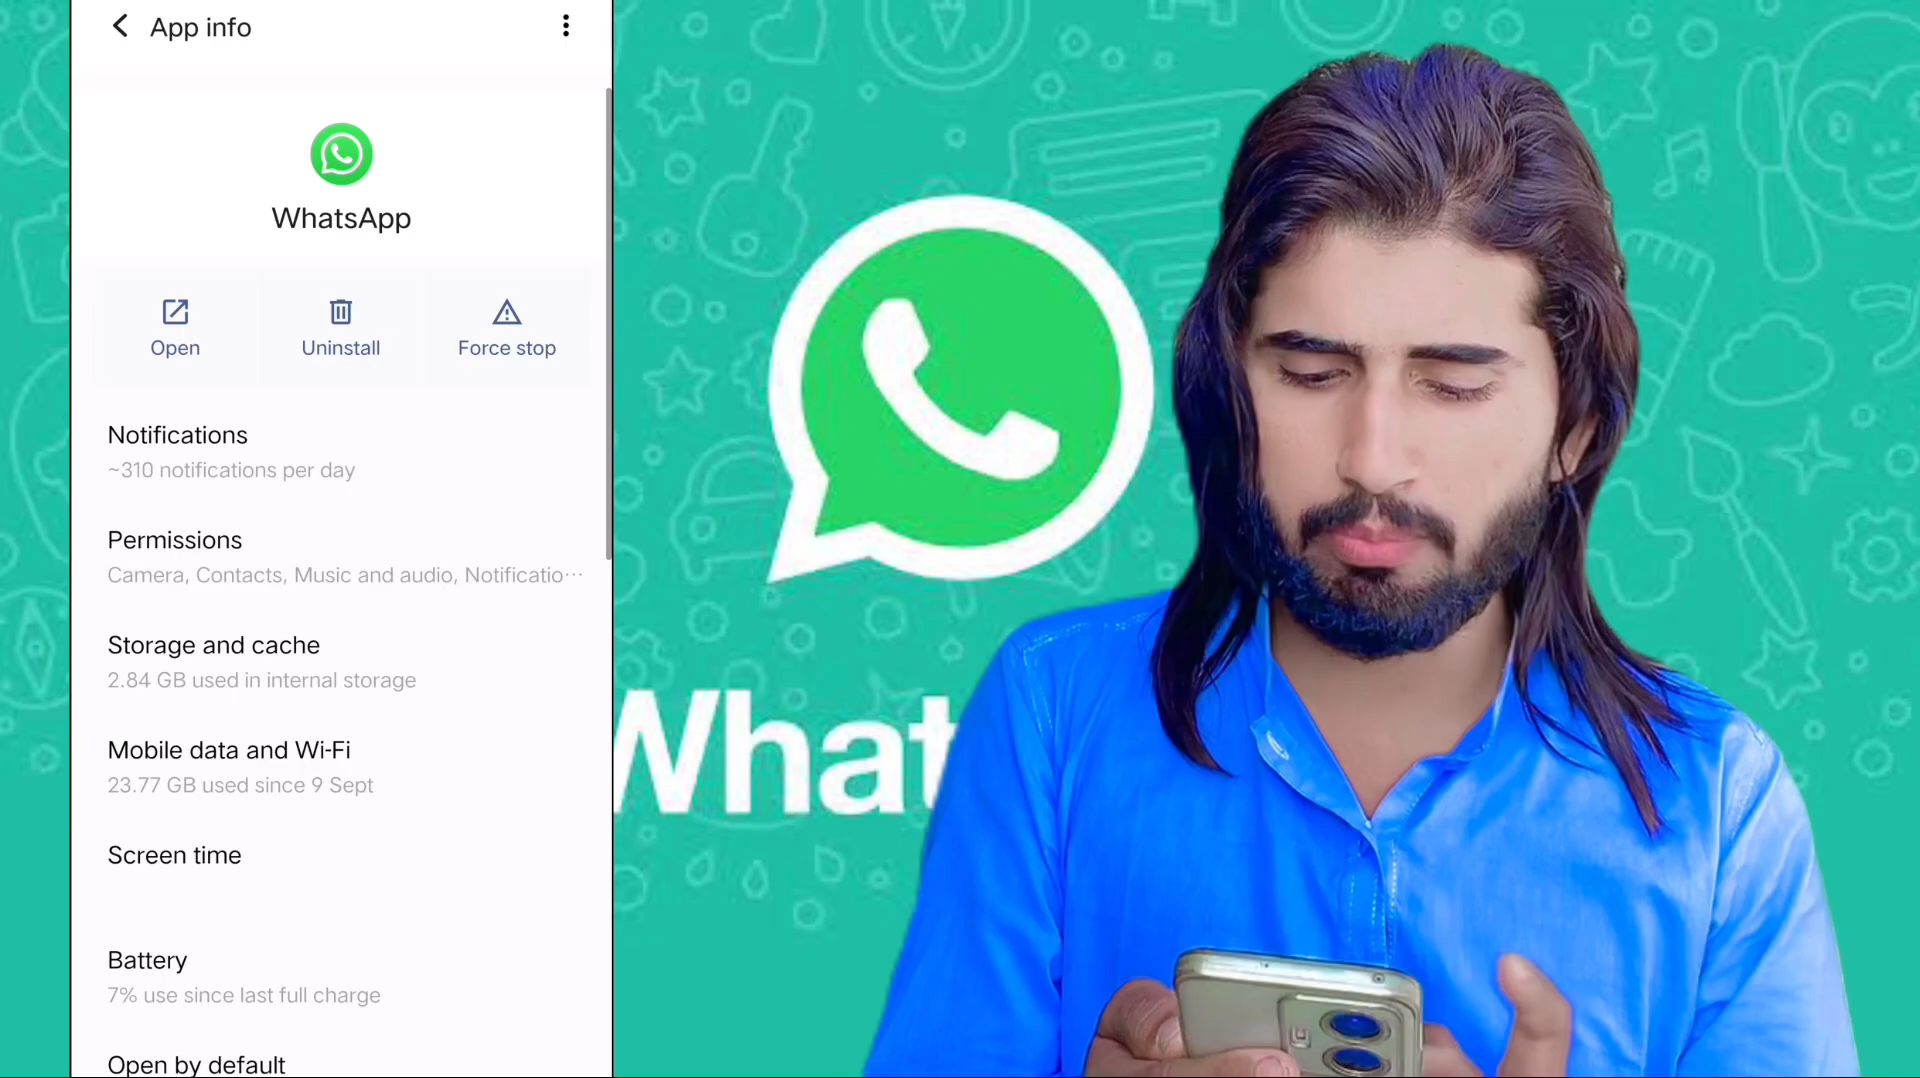 App info
WhatsApp
Open
Uninstall
Force stop
Notifications
~310 notifications per day
Permissions
Camera, Contacts, Music and audio, Notificatio···
Storage and cache
2.84 GB used in internal storage
Mobile data and Wi-Fi
23.77 GB used since 9 Sept
Screen time
Battery
7% use since last full charge
Open by default
What